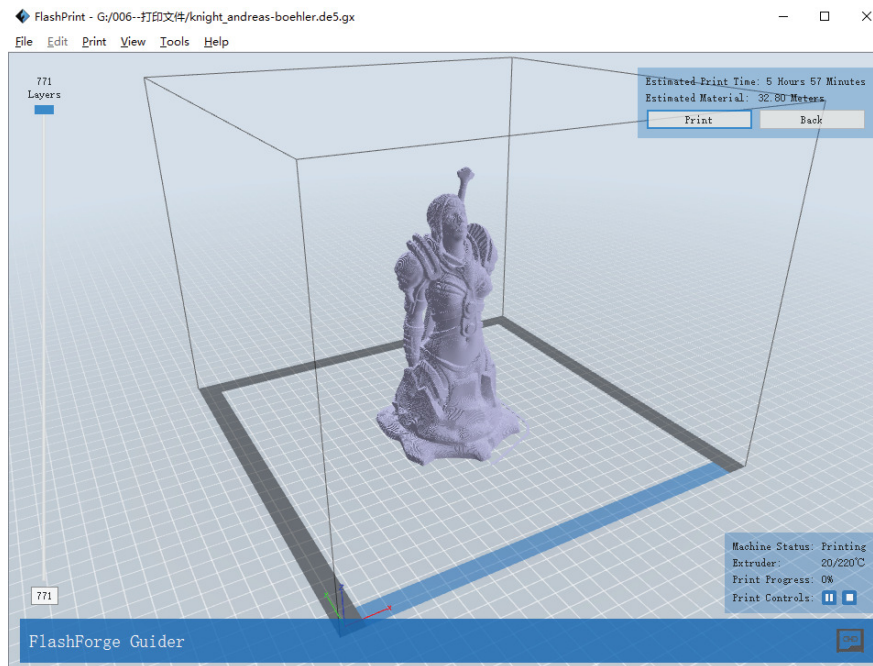 FlashPrint - G:/006--打印文件/knight_andreas-boehler.de5.gx
File Edit Print View Tools Help
771
Layers
Estimated Print Time: 5 Hours 57 Minutes
Estimated Material: 32.80 Meters
Print Back
Z
Y
X
771
Machine Status: Printing
Extruder: 20/220℃
Print Progress: 0%
Print Controls:
FlashForge Guider